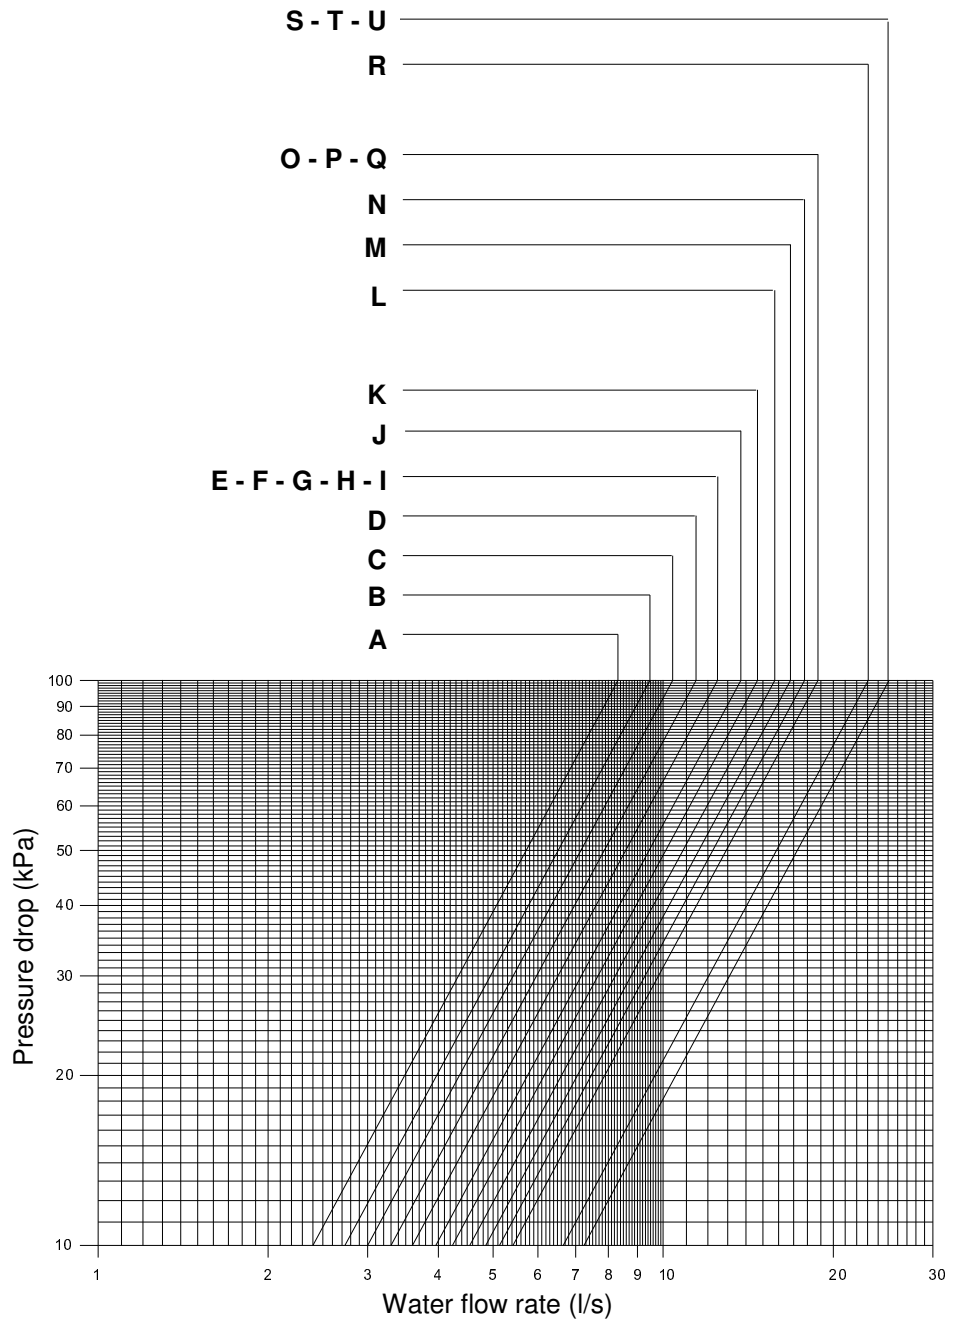 S - T - U
R
O - P - Q
N
M
L
K
J
E - F - G - H - I
D
C
B
A
100
90
80
70
60
50
40
30
20
10
Pressure drop (kPa)
1 2 3 4 5 6 7 8 9 10 20 30
Water flow rate (l/s)